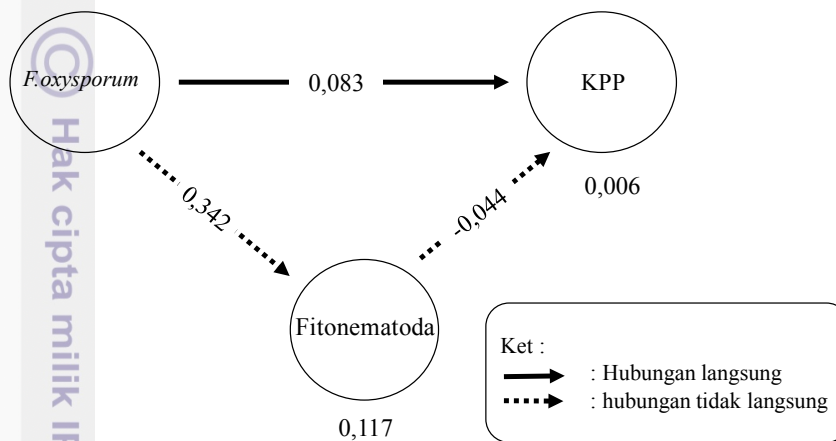 F.oxysporum
0,083
KPP
0,006
0,342
-0,044
Fitonematoda
0,117
Ket :
: Hubungan langsung
: hubungan tidak langsung
© Hak cipta milik